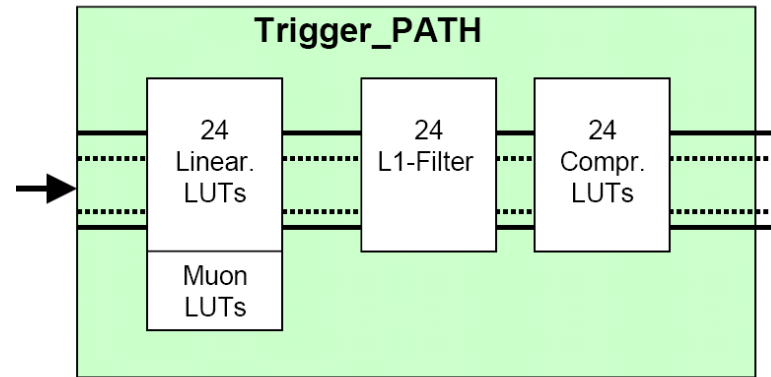 Trigger_PATH
24
Linear.
LUTs
Muon
LUTs
24
L1-Filter
24
Compr.
LUTs